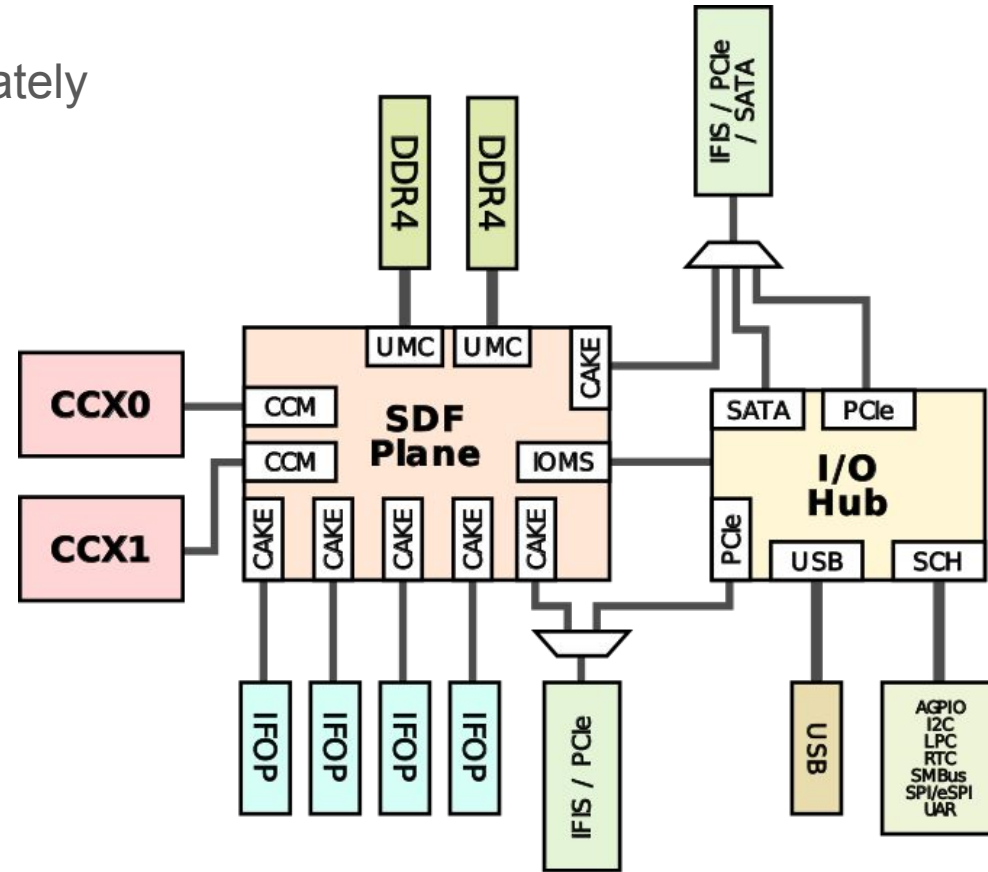 ately
IFIS / PCIe
/ SATA
DDR4
DDR4
UMC
UMC
CAKE
CCX0
CCM
SDF
Plane
SATA
PCIe
CCM
IOMS
I/O
Hub
CCX1
CAKE
CAKE
CAKE
CAKE
CAKE
PCIe
USB
SCH
IFOP
IFOP
IFOP
IFOP
IFIS / PCIe
USB
AGPIO
I2C
LPC
RTC
SMBus
SPI/eSPI
UAR